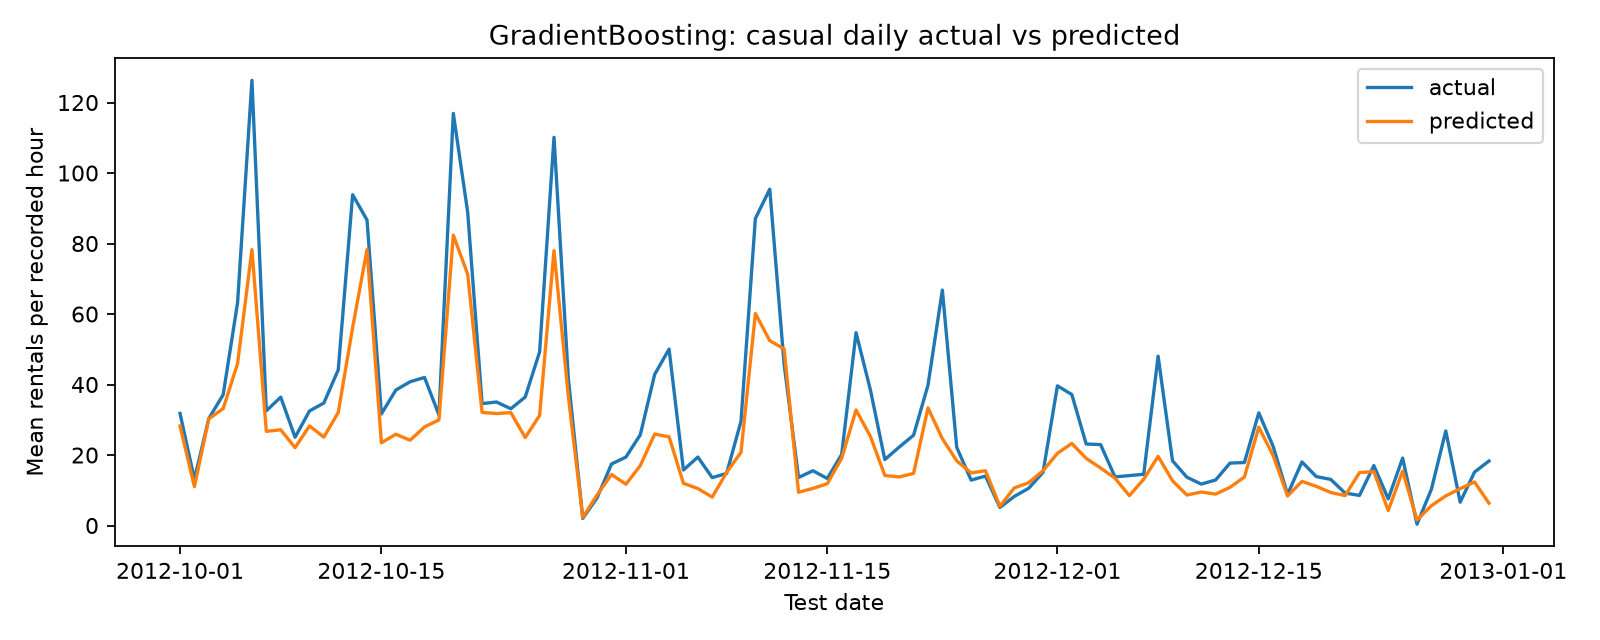 GradientBoosting: casual daily actual vs predicted
actual
predicted
Mean rentals per recorded hour
120
100
80
60
40
20
0
2012-10-01 2012-10-15 2012-11-01 2012-11-15 2012-12-01 2012-12-15 2013-01-01
Test date